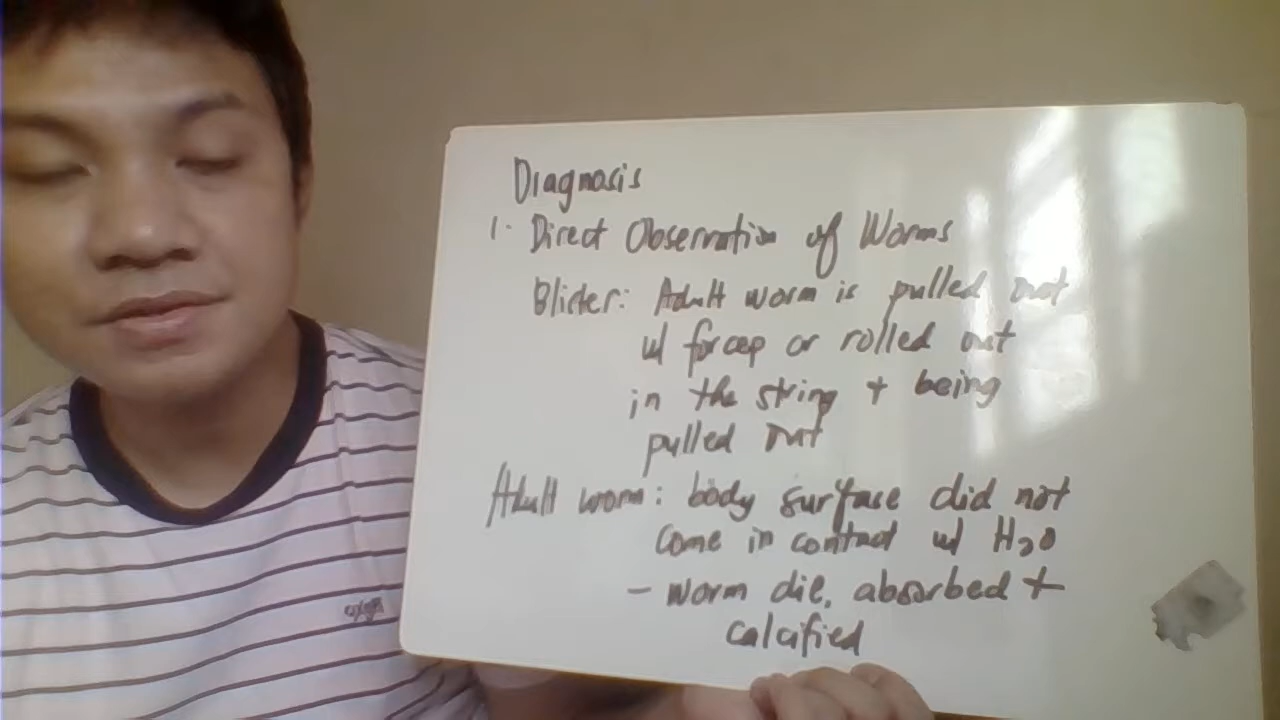 Diagnosis
1. Direct Observation of Worms
Blister: Adult worm is pulled out
w/ forcep or rolled out
in the string + being
pulled out
Adult worm: body surface did not
come in contact w/ H2O
- worm die, absorbed +
calcified